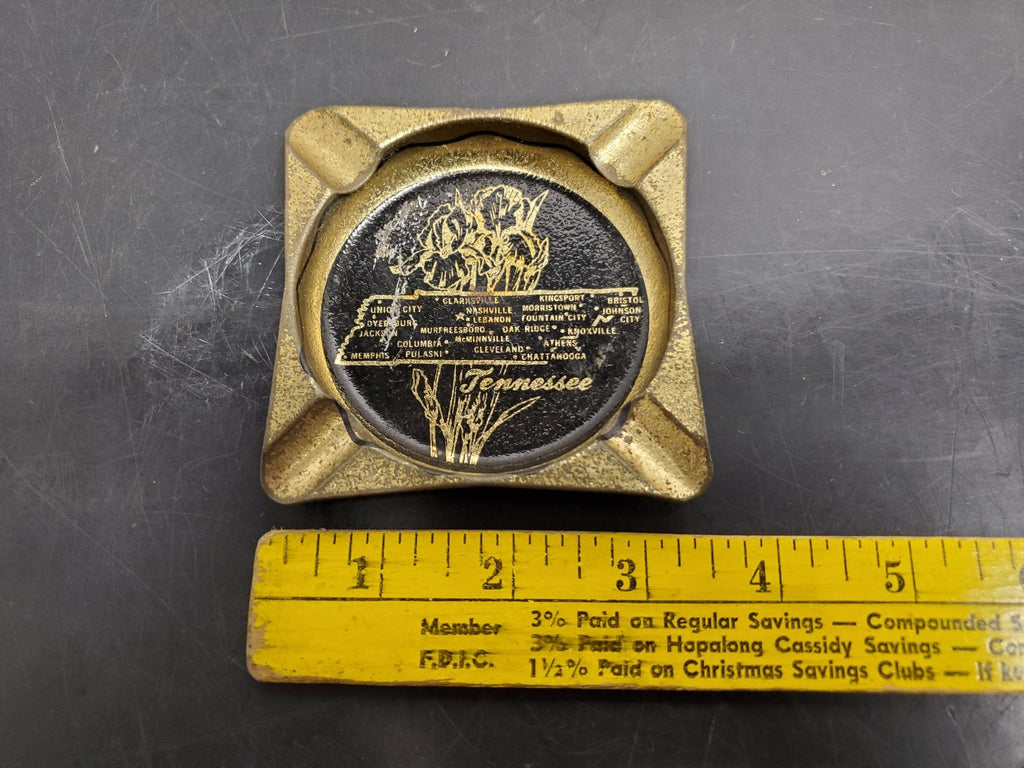 CLARKSVILLE KINGSPORT BRISTOL
UNION CITY NASHVILLE MORRISTOWN JOHNSON
LEBANON FOUNTAIN CITY CITY
DYERSBURG MURFREESBORO OAK RIDGE KNOXVILLE
JACKSON McMINNVILLE
COLUMBIA CLEVELAND ATHENS
MEMPHIS PULASKI CHATTANOOGA
Tennessee
1 2 3 4 5
Member
F.D.I.C.
3% Paid on Regular Savings — Compounded
3% Paid on Hopalong Cassidy Savings —
1½% Paid on Christmas Savings Clubs — If